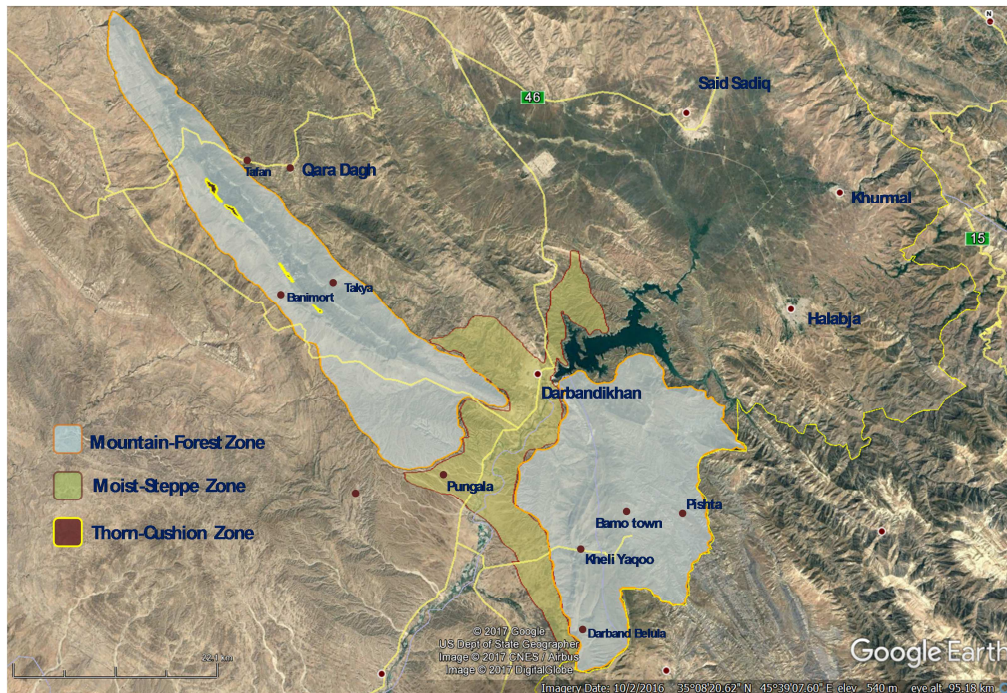 N
Said Sadiq
46
Tafan
Qara Dagh
Khurmal
15
Takya
Banimort
Halabja
Darbandikhan
Mountain-Forest Zone
Moist-Steppe Zone
Pungala
Thorn-Cushion Zone
Bamo town
Pishta
Kheli Yaqoo
Darband Belula
© 2017 Google
US Dept of State Geographer
Image © 2017 CNES / Airbus
Image © 2017 DigitalGlobe
22.1 km
Google Earth
Imagery Date: 10/2/2016 35°08'20.62" N 45°39'07.60" E elev 540 m eye alt 95.18 km